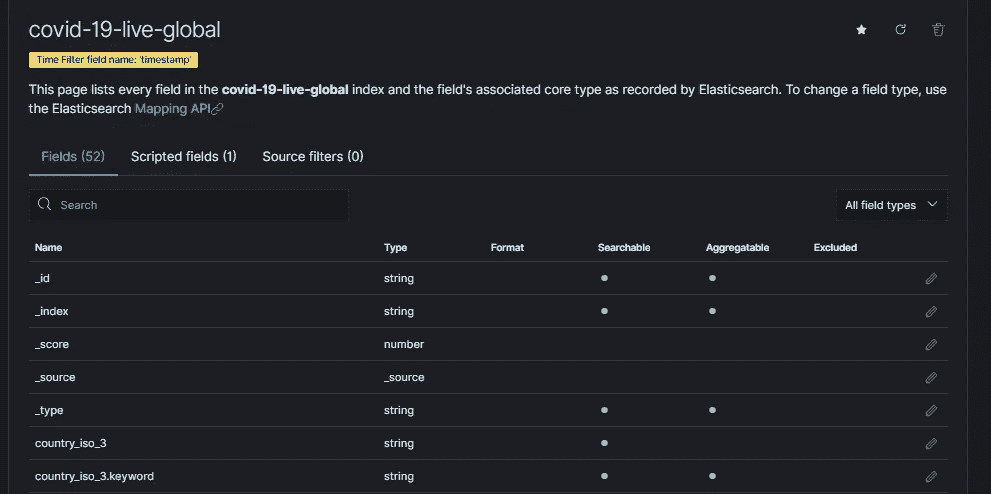 covid-19-live-global
Time Filter field name: 'timestamp'
This page lists every field in the covid-19-live-global index and the field's associated core type as recorded by Elasticsearch. To change a field type, use
the Elasticsearch Mapping API
Fields (52) Scripted fields (1) Source filters (0)
Search All field types
Name Type Format Searchable Aggregatable Excluded
_id string
_index string
_score number
_source _source
_type string
country_iso_3 string
country_iso_3.keyword string